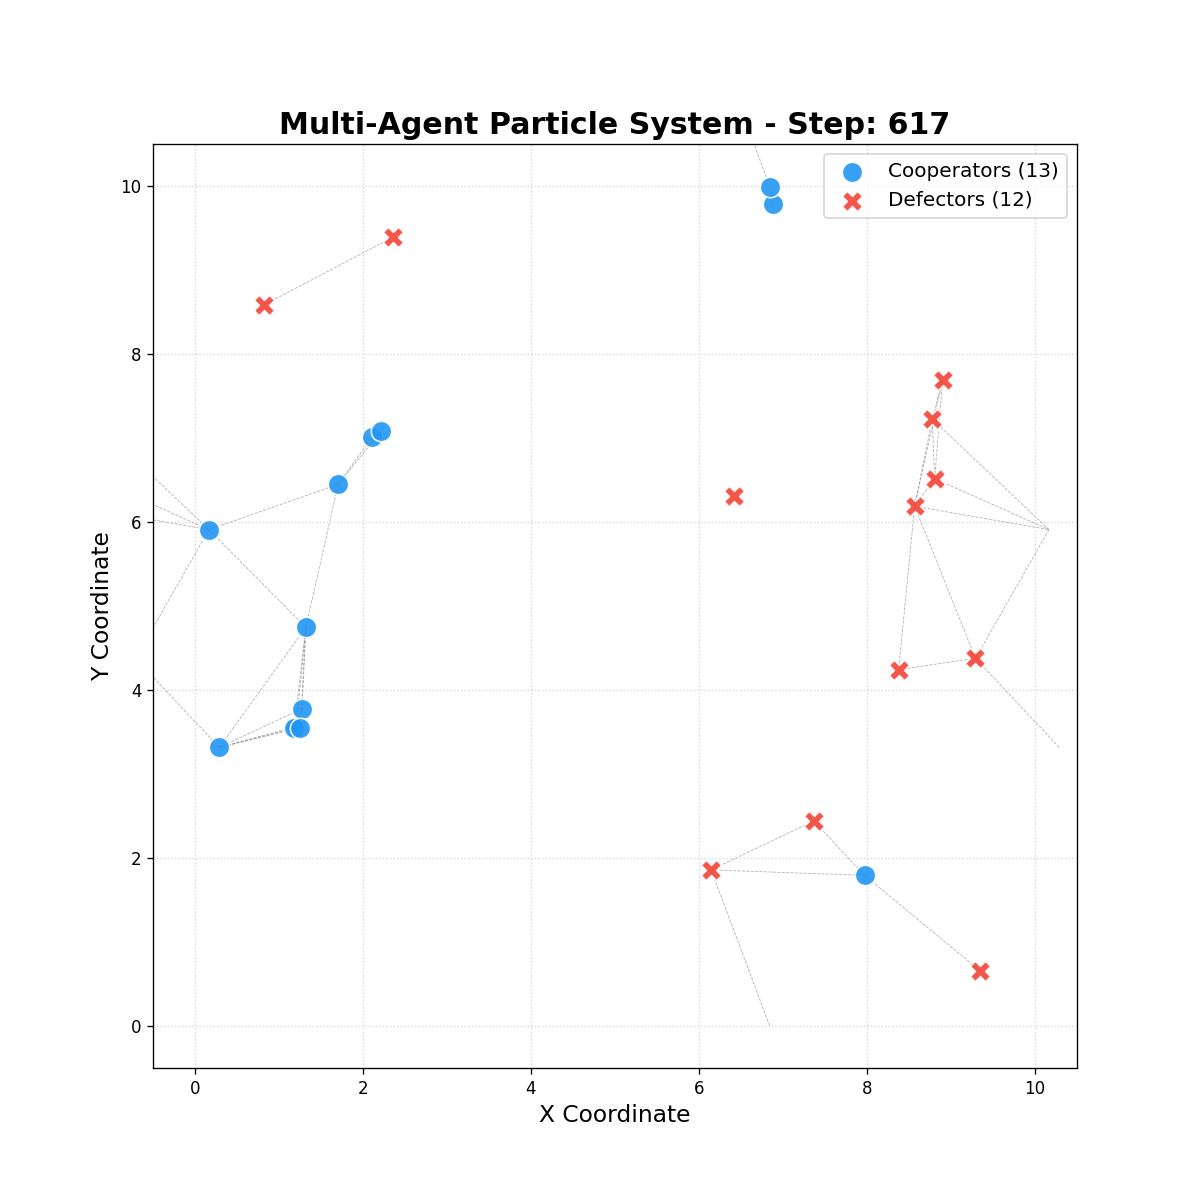 Multi-Agent Particle System - Step: 617
Cooperators (13)
Defectors (12)
10
8
6
4
2
0
Y Coordinate
0 2 4 6 8 10
X Coordinate